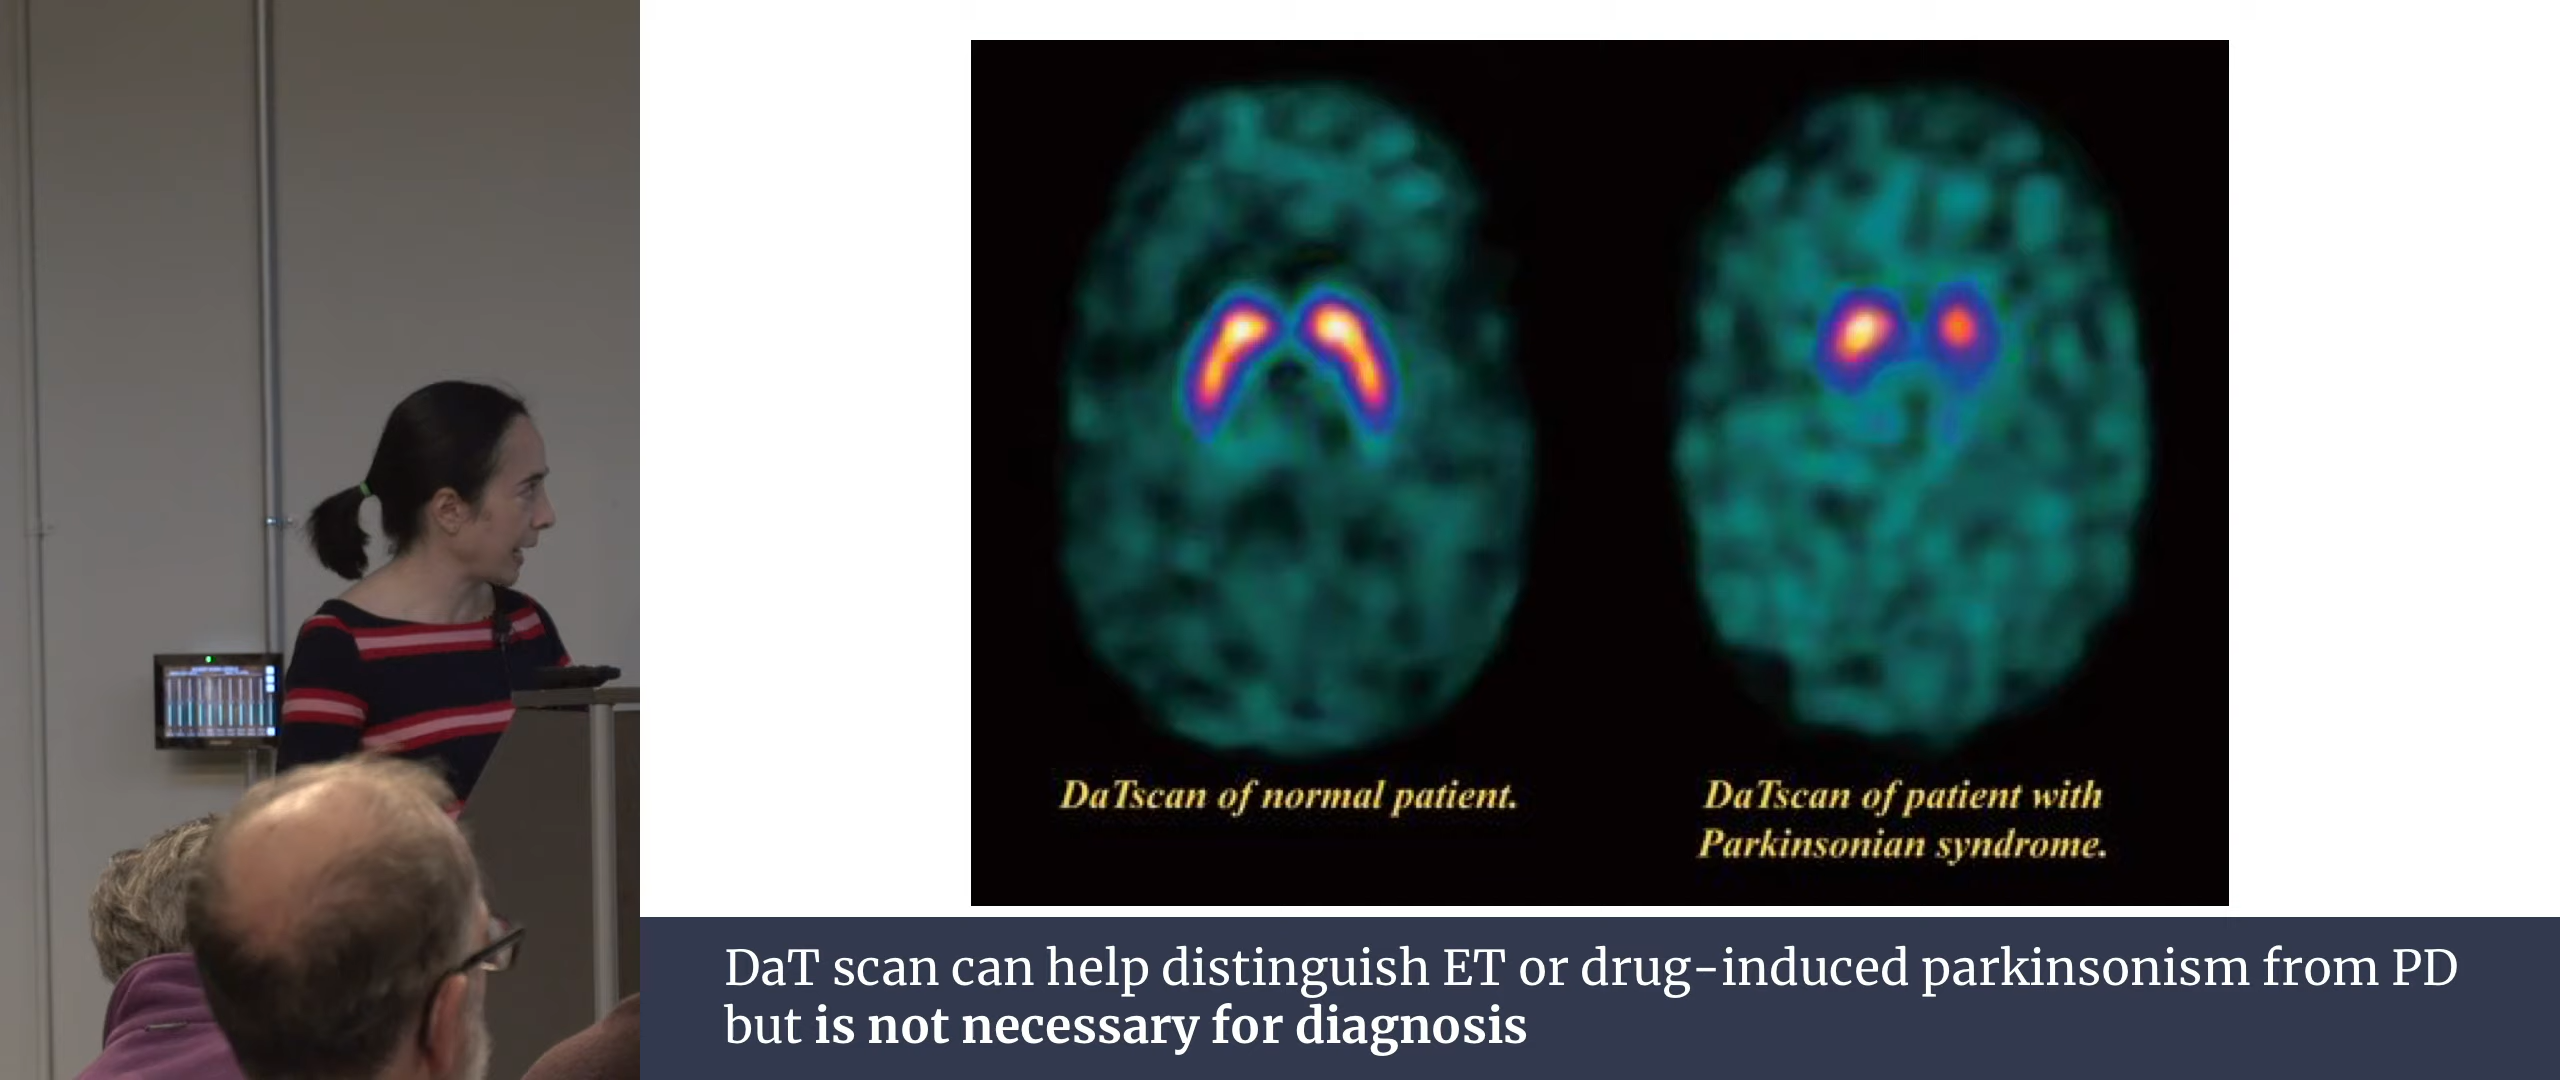 DaTscan of normal patient.
DaTscan of patient with
Parkinsonian syndrome.
DaT scan can help distinguish ET or drug-induced parkinsonism from PD
but is not necessary for diagnosis